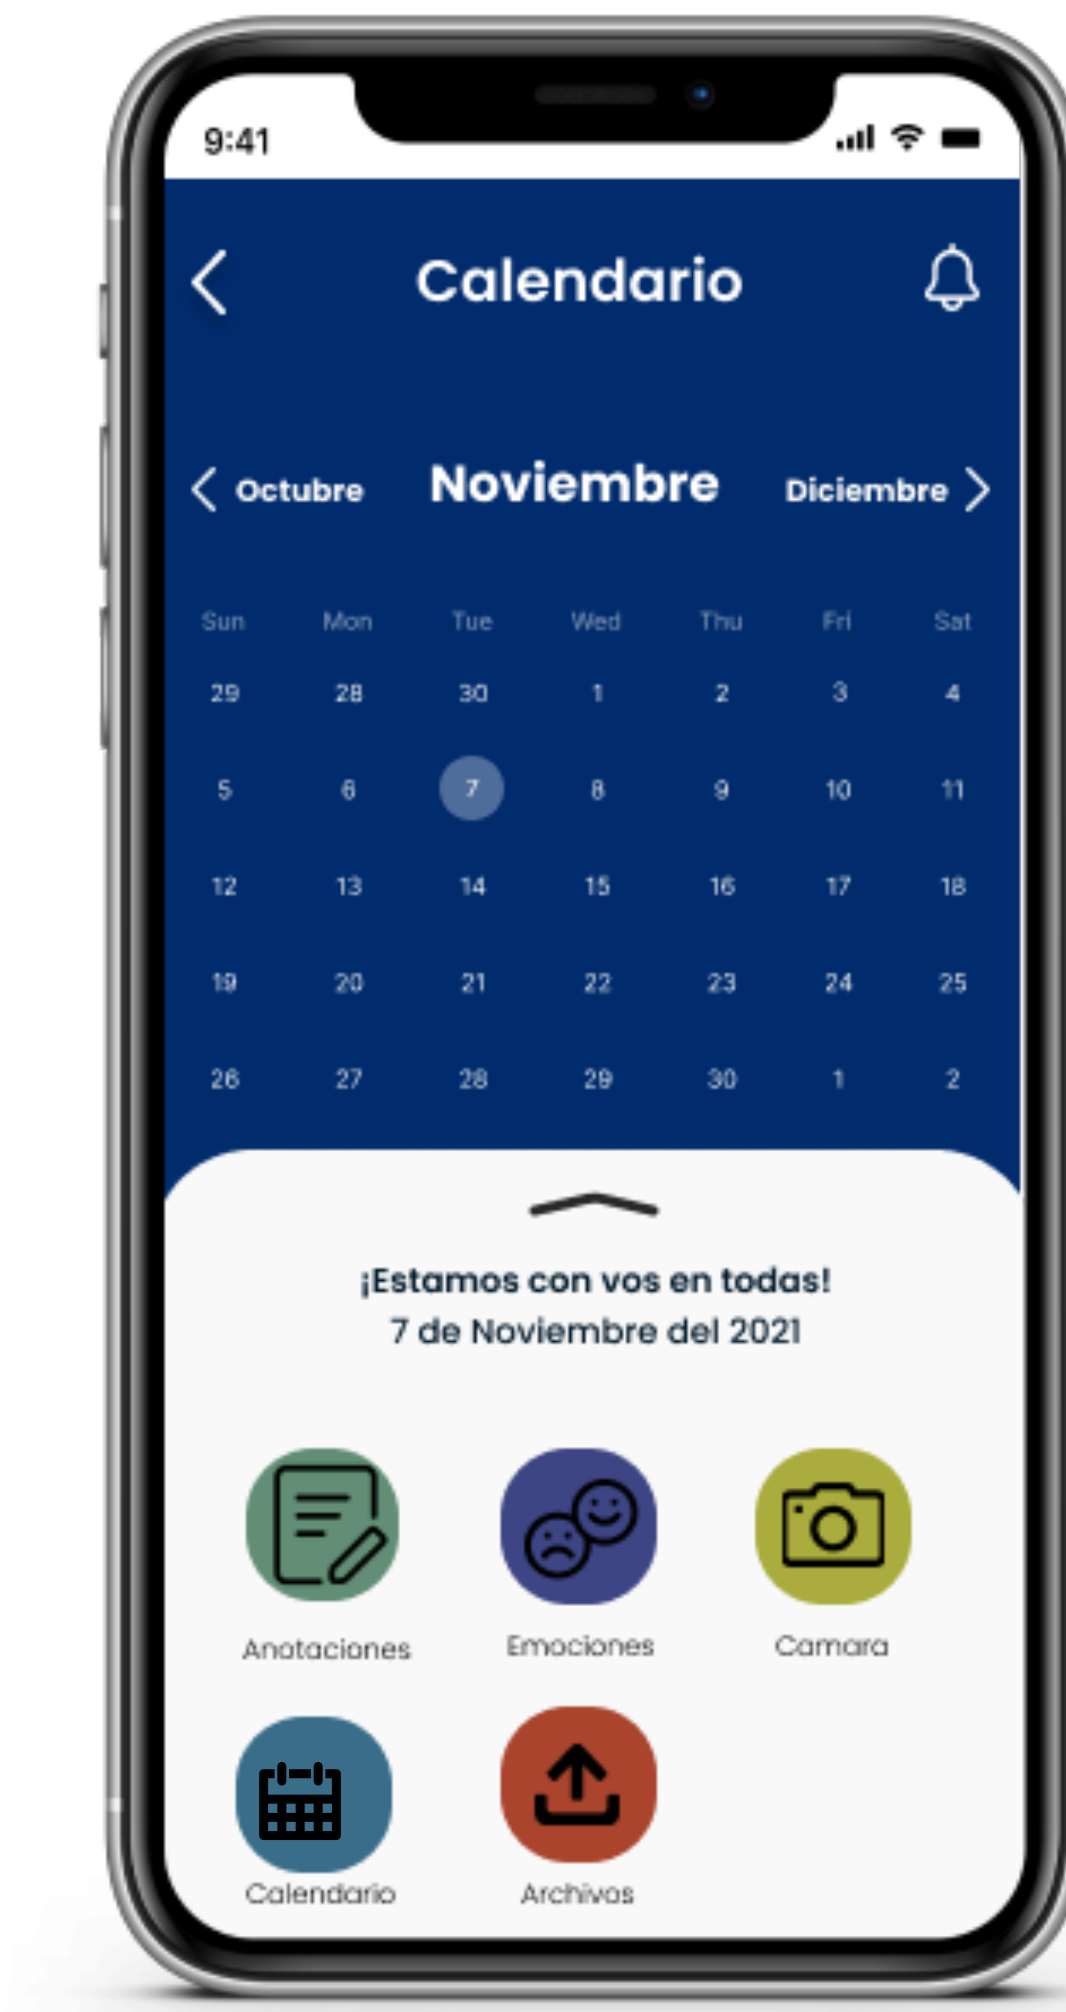 9:41
Calendario
Octubre Noviembre Diciembre
Sun Mon Tue Wed Thu Fri Sat
29 28 30 1 2 3 4
5 6 7 8 9 10 11
12 13 14 15 16 17 18
19 20 21 22 23 24 25
26 27 28 29 30 1 2
¡Estamos con vos en todas!
7 de Noviembre del 2021
Anotaciones Emociones Camara
Calendario Archivos